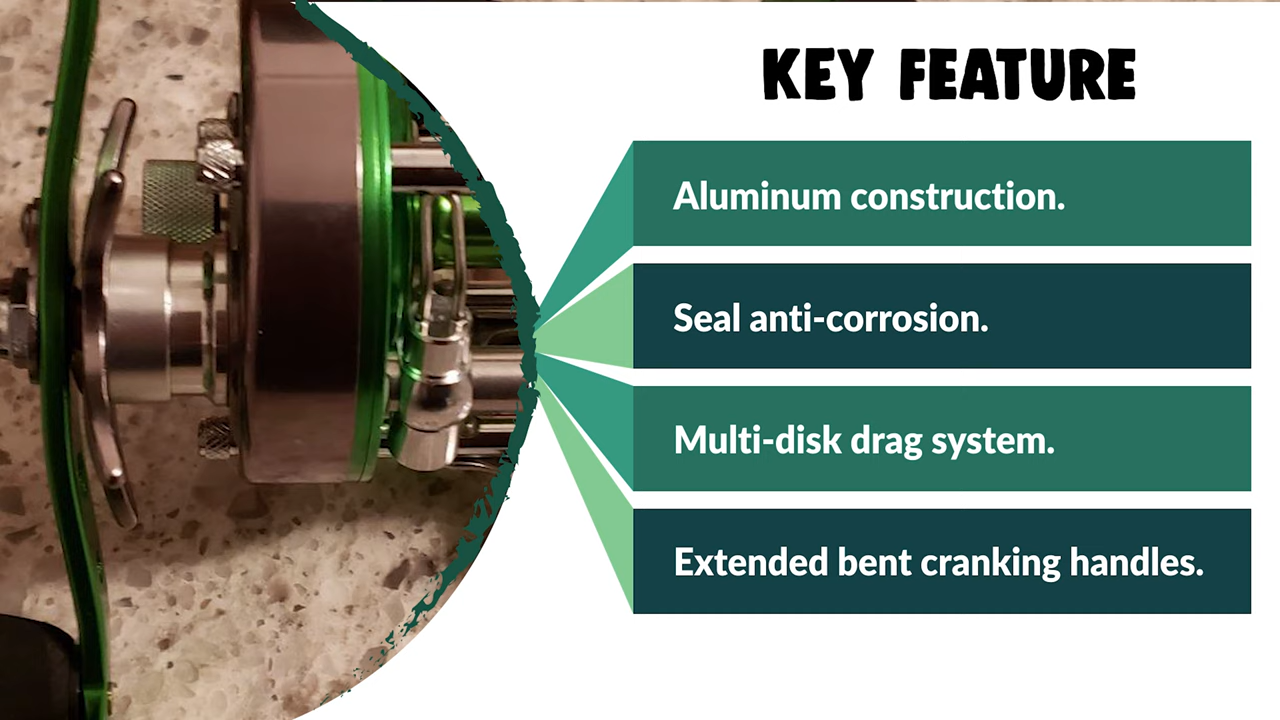 KEY FEATURE
Aluminum construction.
Seal anti-corrosion.
Multi-disk drag system.
Extended bent cranking handles.